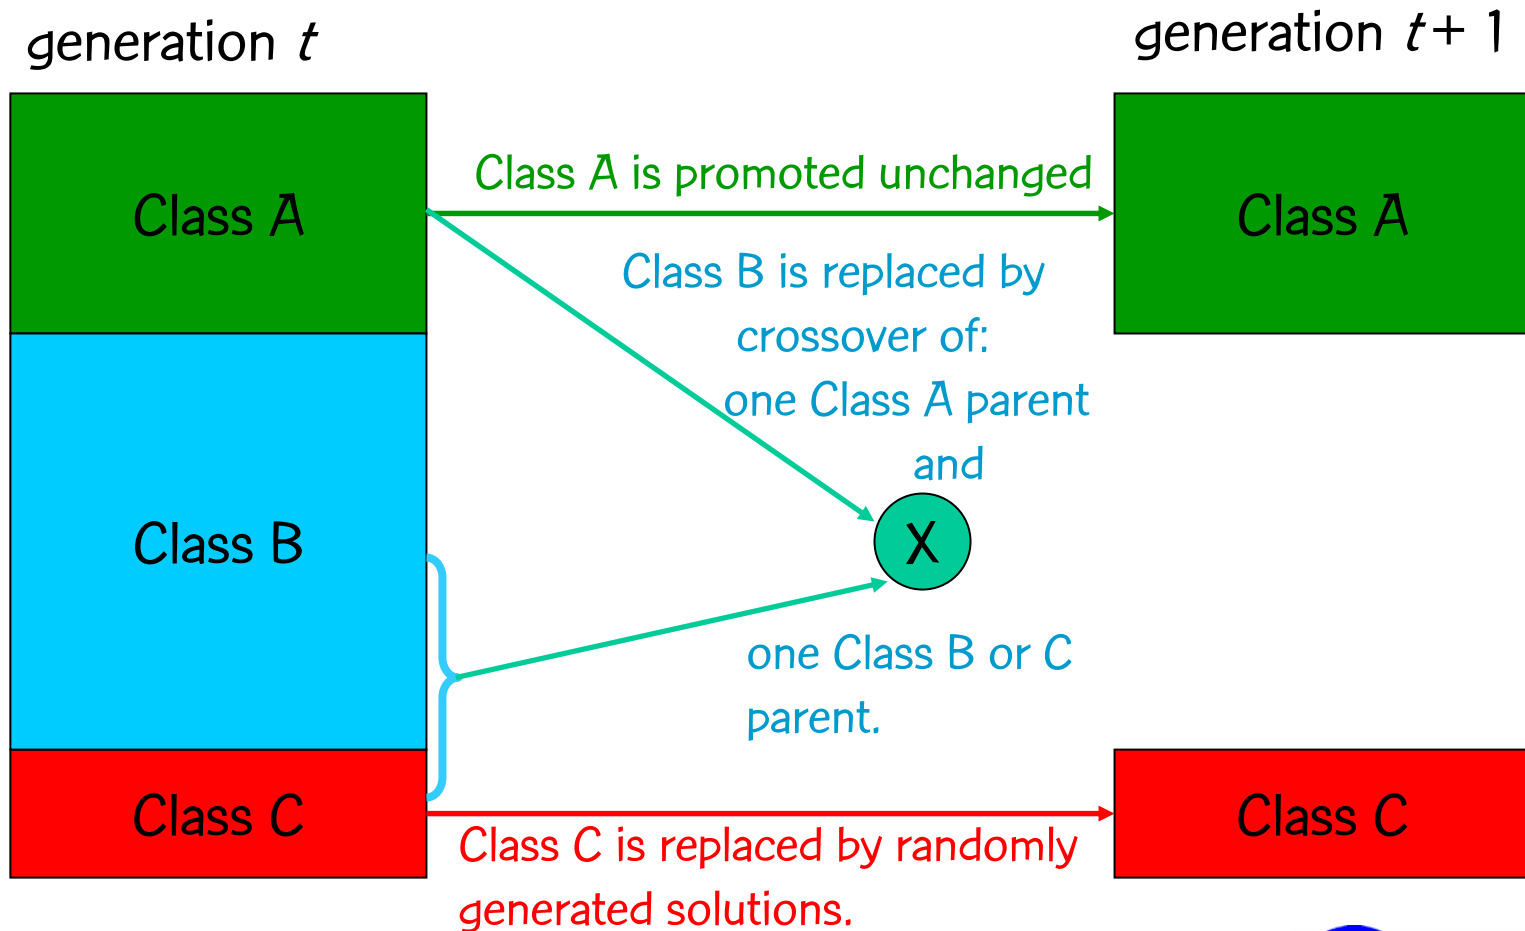 generation t
generation t + 1
Class A
Class A is promoted unchanged
Class A
Class B is replaced by
crossover of:
one Class A parent
and
Class B
X
one Class B or C
parent.
Class C
Class C
Class C is replaced by randomly
generated solutions.